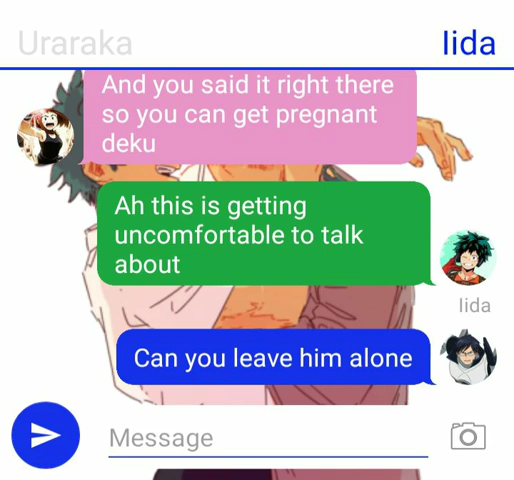 Uraraka
Iida
And you said it right there
so you can get pregnant
deku
Ah this is getting
uncomfortable to talk
about
Iida
Can you leave him alone
Message